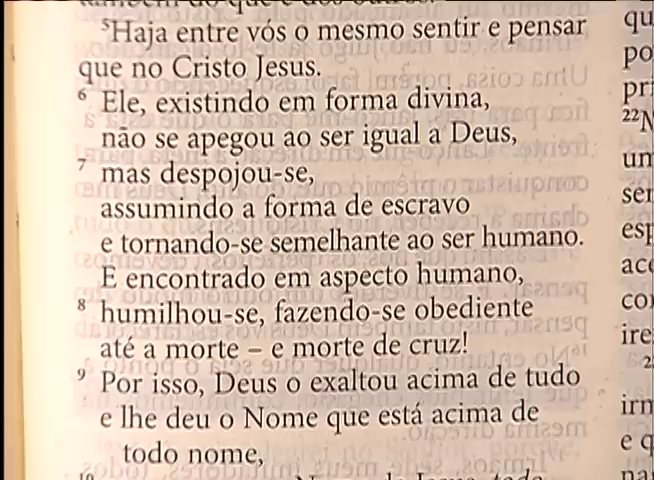 ⁵Haja entre vós o mesmo sentir e pensar
que no Cristo Jesus.
⁶ Ele, existindo em forma divina,
não se apegou ao ser igual a Deus,
⁷ mas despojou-se,
assumindo a forma de escravo
e tornando-se semelhante ao ser humano.
E encontrado em aspecto humano,
⁸ humilhou-se, fazendo-se obediente
até a morte – e morte de cruz!
⁹ Por isso, Deus o exaltou acima de tudo
e lhe deu o Nome que está acima de
todo nome,